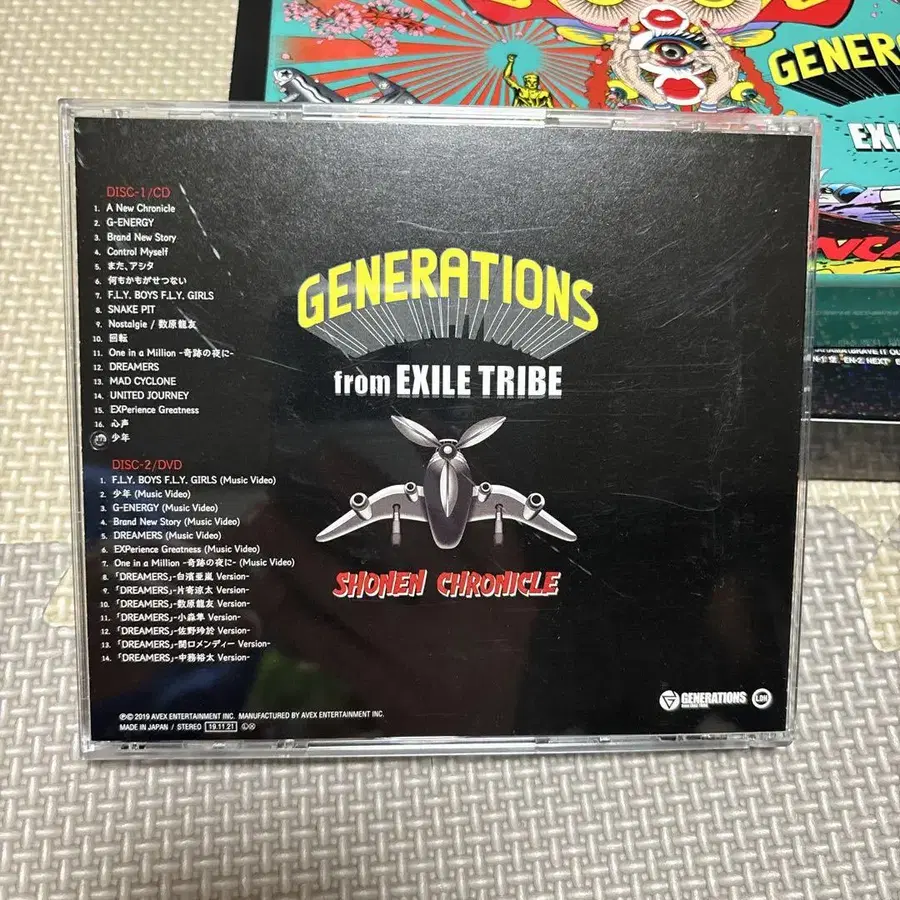 GENER
EXI
DISC-1/CD
1. A New Chronicle
2. G-ENERGY
3. Brand New Story
4. Control Myself
5. また、アシタ
6. 何もかもがせつない
7. F.L.Y. BOYS F.L.Y. GIRLS
8. SNAKE PIT
9. Nostalgie / 数原龍友
10. 回転
11. One in a Million -奇跡の夜に-
12. DREAMERS
13. MAD CYCLONE
14. UNITED JOURNEY
15. EXPerience Greatness
16. 心声
17. 少年
DISC-2/DVD
1. F.L.Y. BOYS F.L.Y. GIRLS (Music Video)
2. 少年 (Music Video)
3. G-ENERGY (Music Video)
4. Brand New Story (Music Video)
5. DREAMERS (Music Video)
6. EXPerience Greatness (Music Video)
7. One in a Million -奇跡の夜に- (Music Video)
8. 「DREAMERS」-白濱亜嵐 Version-
9. 「DREAMERS」-片寄涼太 Version-
10. 「DREAMERS」-数原龍友 Version-
11. 「DREAMERS」-小森隼 Version-
12. 「DREAMERS」-佐野玲於 Version-
13. 「DREAMERS」-関口メンディー Version-
14. 「DREAMERS」-中務裕太 Version-
GENERATIONS
from EXILE TRIBE
SHONEN CHRONICLE
℗© 2019 AVEX ENTERTAINMENT INC. MANUFACTURED BY AVEX ENTERTAINMENT INC.
MADE IN JAPAN / STEREO 19.11.21
GENERATIONS
LDH